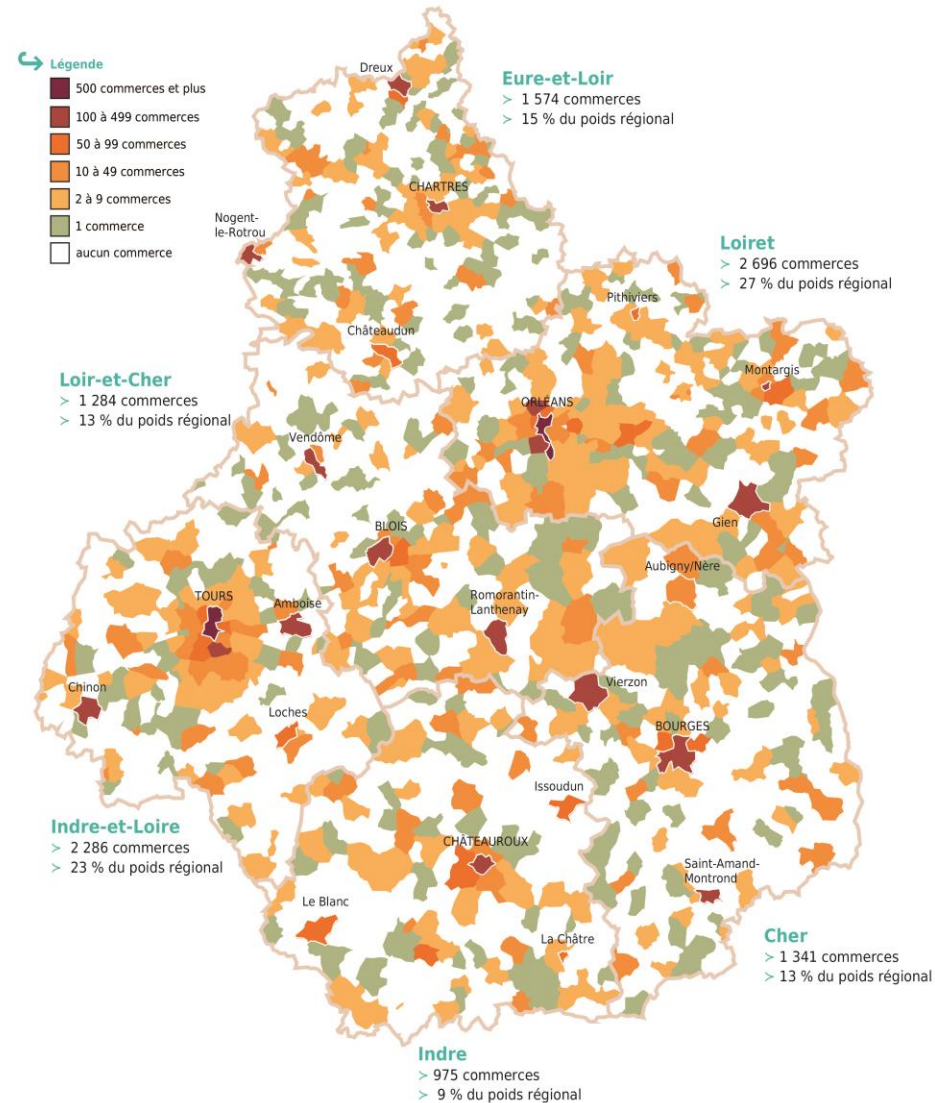 Légende
500 commerces et plus
100 à 499 commerces
50 à 99 commerces
10 à 49 commerces
2 à 9 commerces
1 commerce
aucun commerce
Dreux
Eure-et-Loir
> 1 574 commerces
> 15 % du poids régional
CHARTRES
Nogent-
le-Rotrou
Loiret
> 2 696 commerces
> 27 % du poids régional
Pithiviers
Châteaudun
Montargis
Loir-et-Cher
> 1 284 commerces
> 13 % du poids régional
ORLÉANS
Vendôme
Gien
BLOIS
Aubigny/Nère
TOURS
Amboise
Romorantin-
Lanthenay
Chinon
Vierzon
Loches
BOURGES
Issoudun
Indre-et-Loire
> 2 286 commerces
> 23 % du poids régional
CHÂTEAUROUX
Saint-Amand-
Montrond
Le Blanc
La Châtre
Cher
> 1 341 commerces
> 13 % du poids régional
Indre
> 975 commerces
> 9 % du poids régional